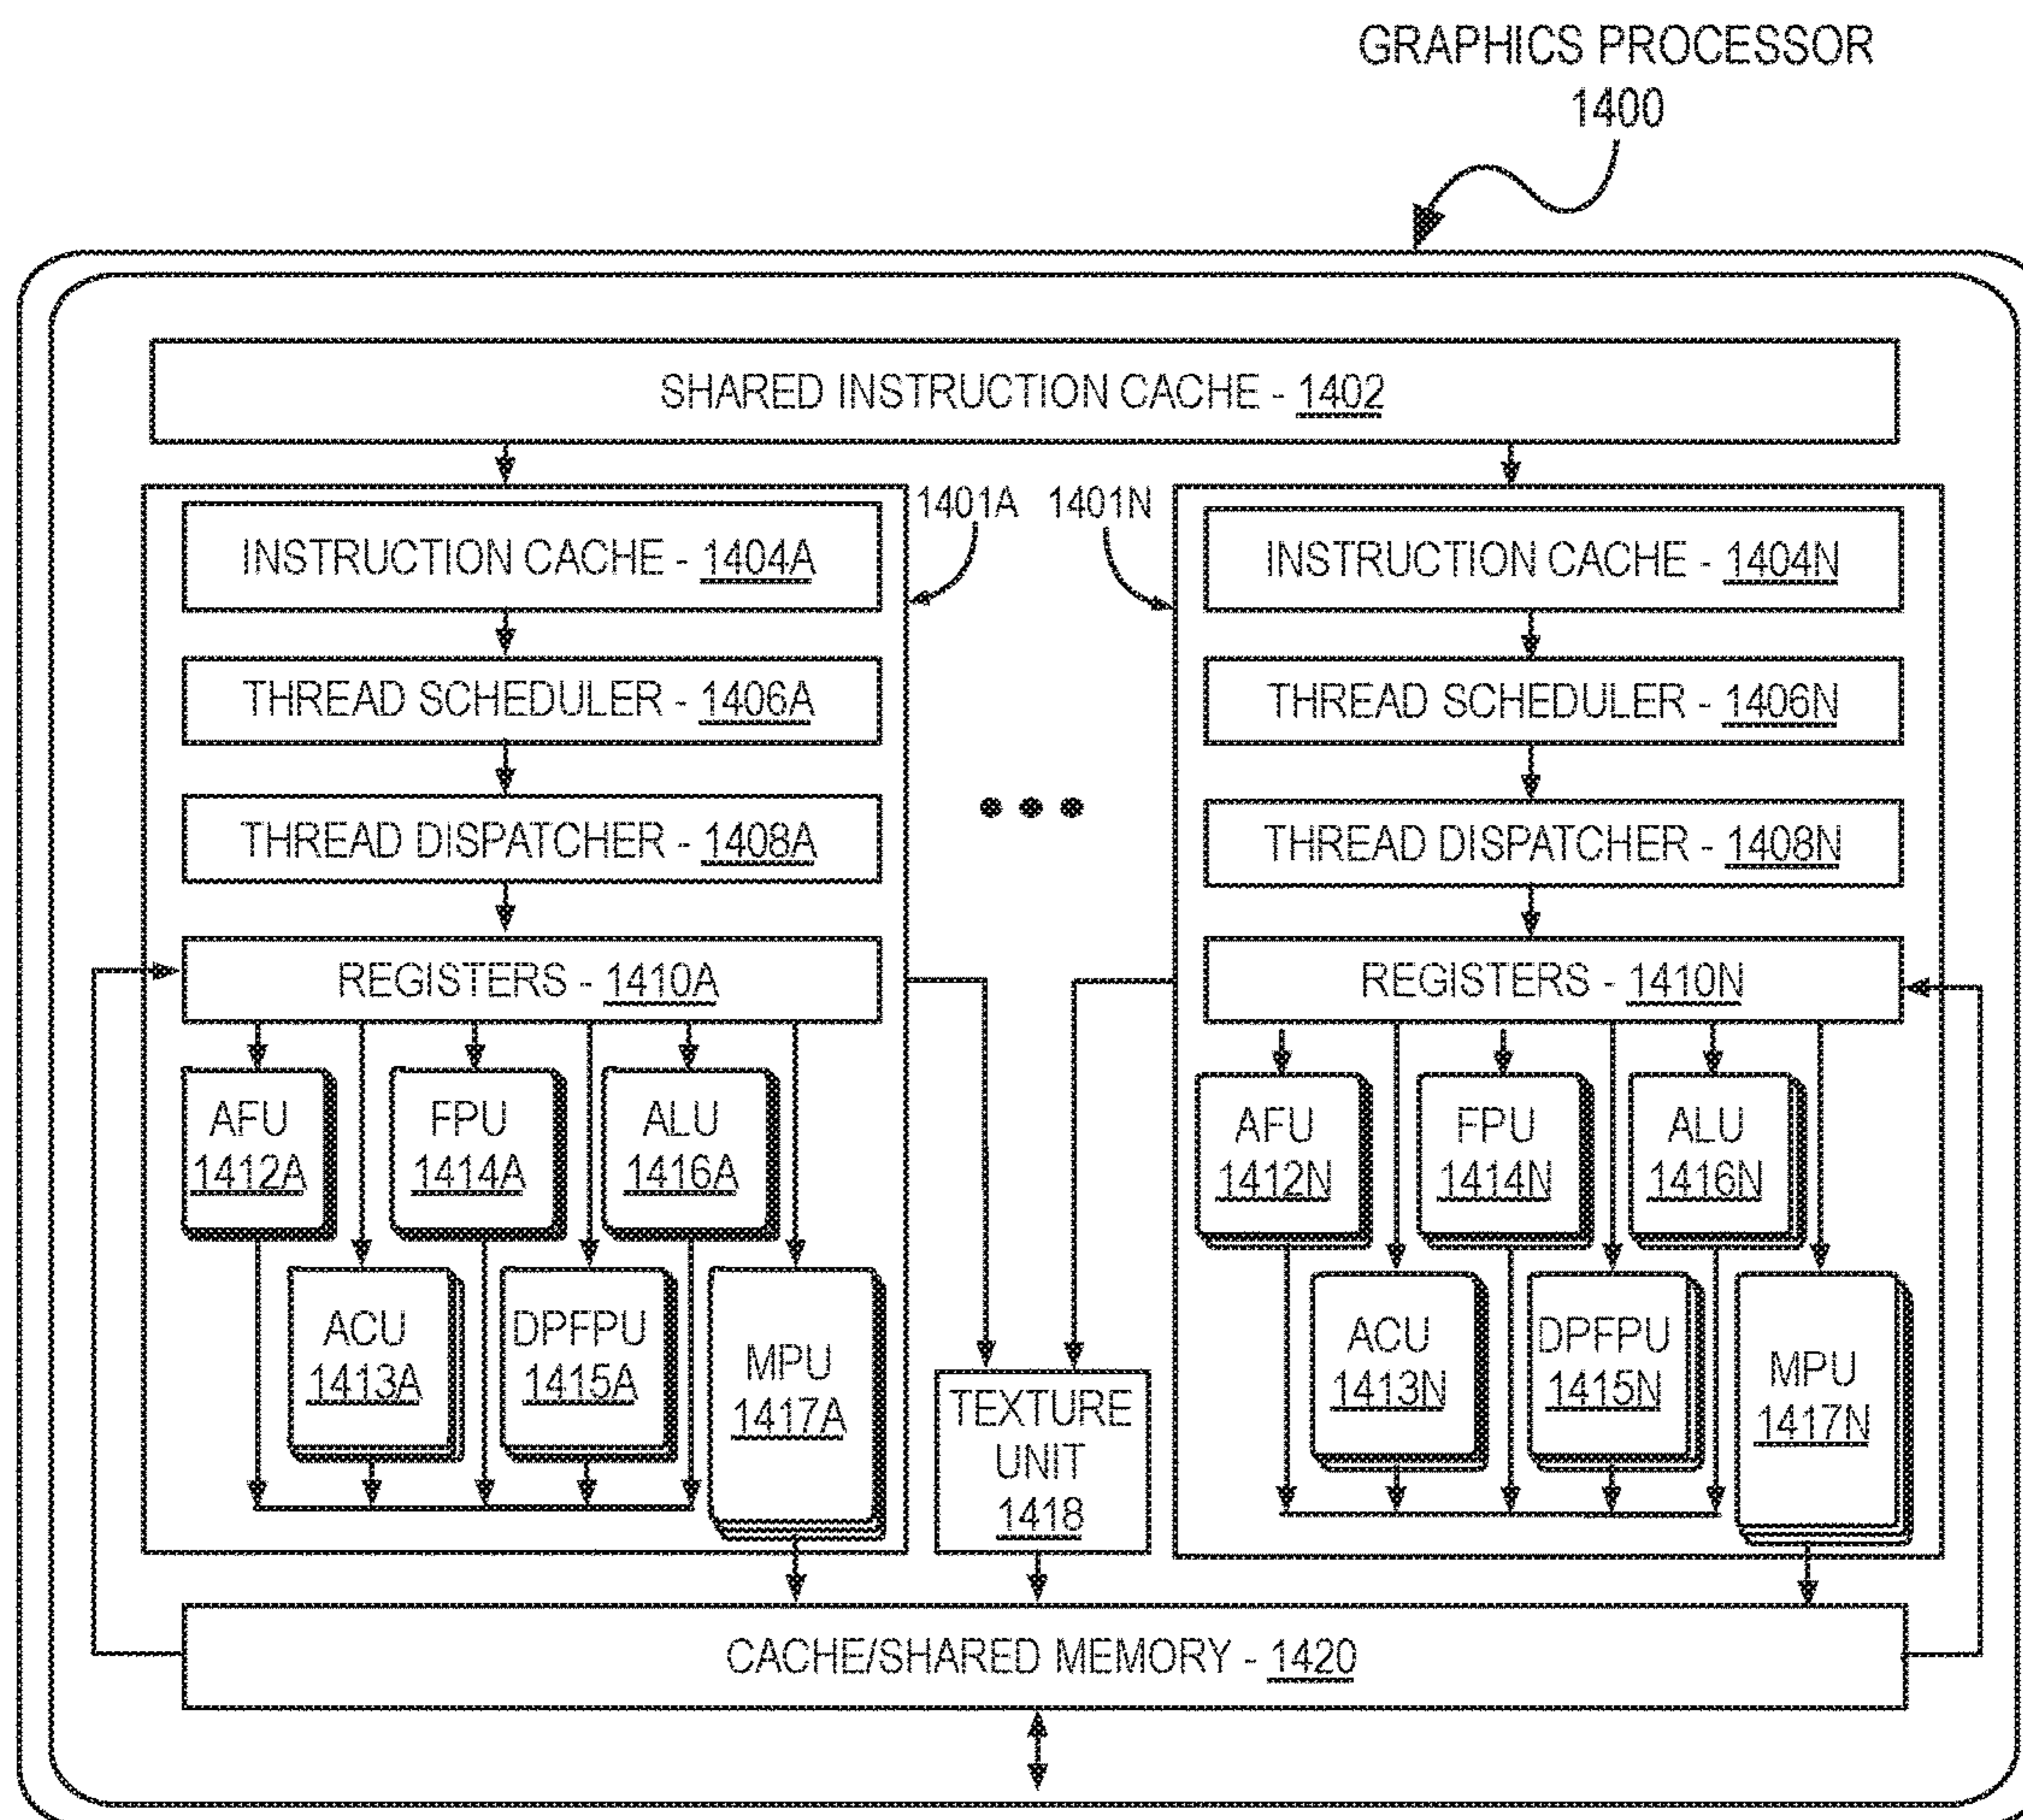 GRAPHICS PROCESSOR
1400
SHARED INSTRUCTION CACHE - 1402
1401A
1401N
INSTRUCTION CACHE - 1404A
THREAD SCHEDULER - 1406A
THREAD DISPATCHER - 1408A
REGISTERS - 1410A
AFU
1412A
FPU
1414A
ALU
1416A
ACU
1413A
DPFPU
1415A
MPU
1417A
INSTRUCTION CACHE - 1404N
THREAD SCHEDULER - 1406N
THREAD DISPATCHER - 1408N
REGISTERS - 1410N
AFU
1412N
FPU
1414N
ALU
1416N
ACU
1413N
DPFPU
1415N
MPU
1417N
TEXTURE
UNIT
1418
CACHE/SHARED MEMORY - 1420